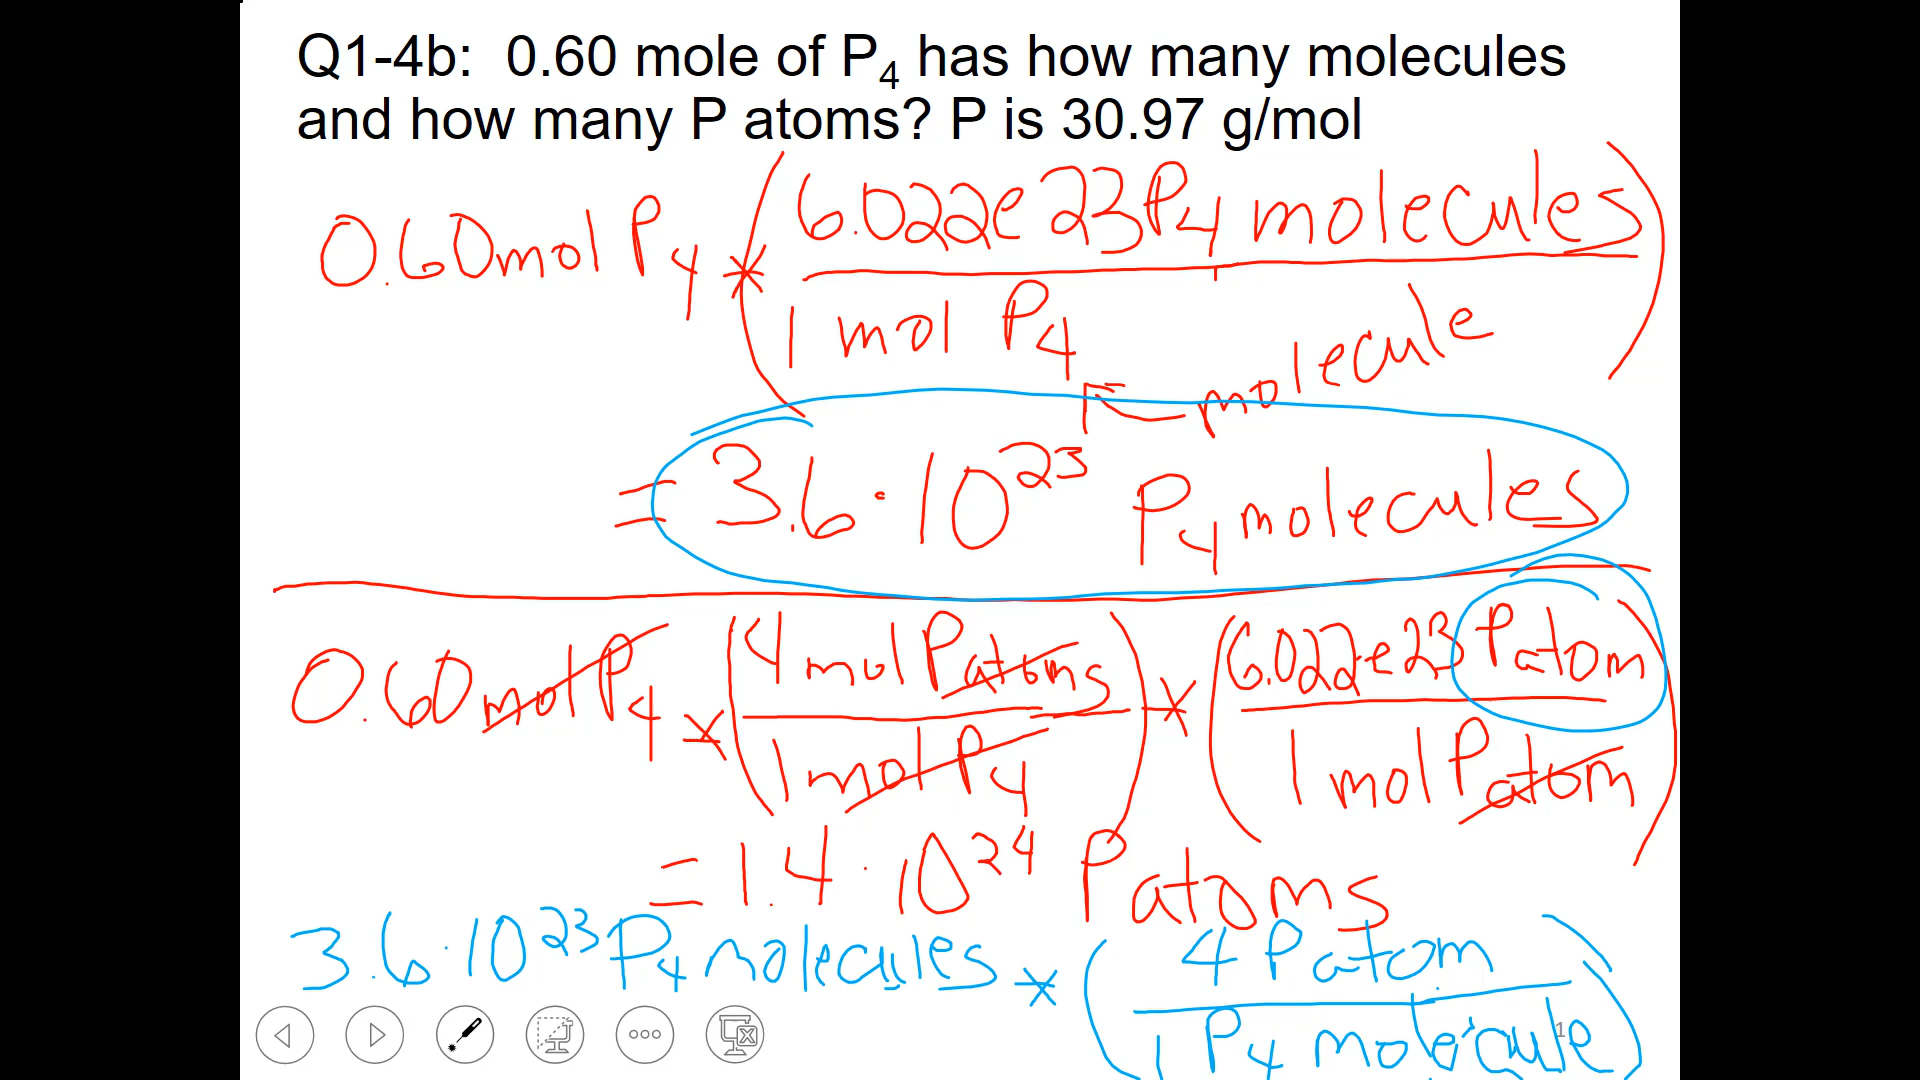 Q1-4b: 0.60 mole of P4 has how many molecules
and how many P atoms? P is 30.97 g/mol
0.60 mol P4 * (6.022e23 P4 molecules / 1 mol P4)
molecule
= 3.6·10^23 P4 molecules
0.60 mol P4 * (4 mol P atoms / 1 mol P4) * (6.022e23 P atom / 1 mol P atom)
= 1.4·10^24 P atoms
3.6·10^23 P4 molecules * (4 P atom / 1 P4 molecule)
1